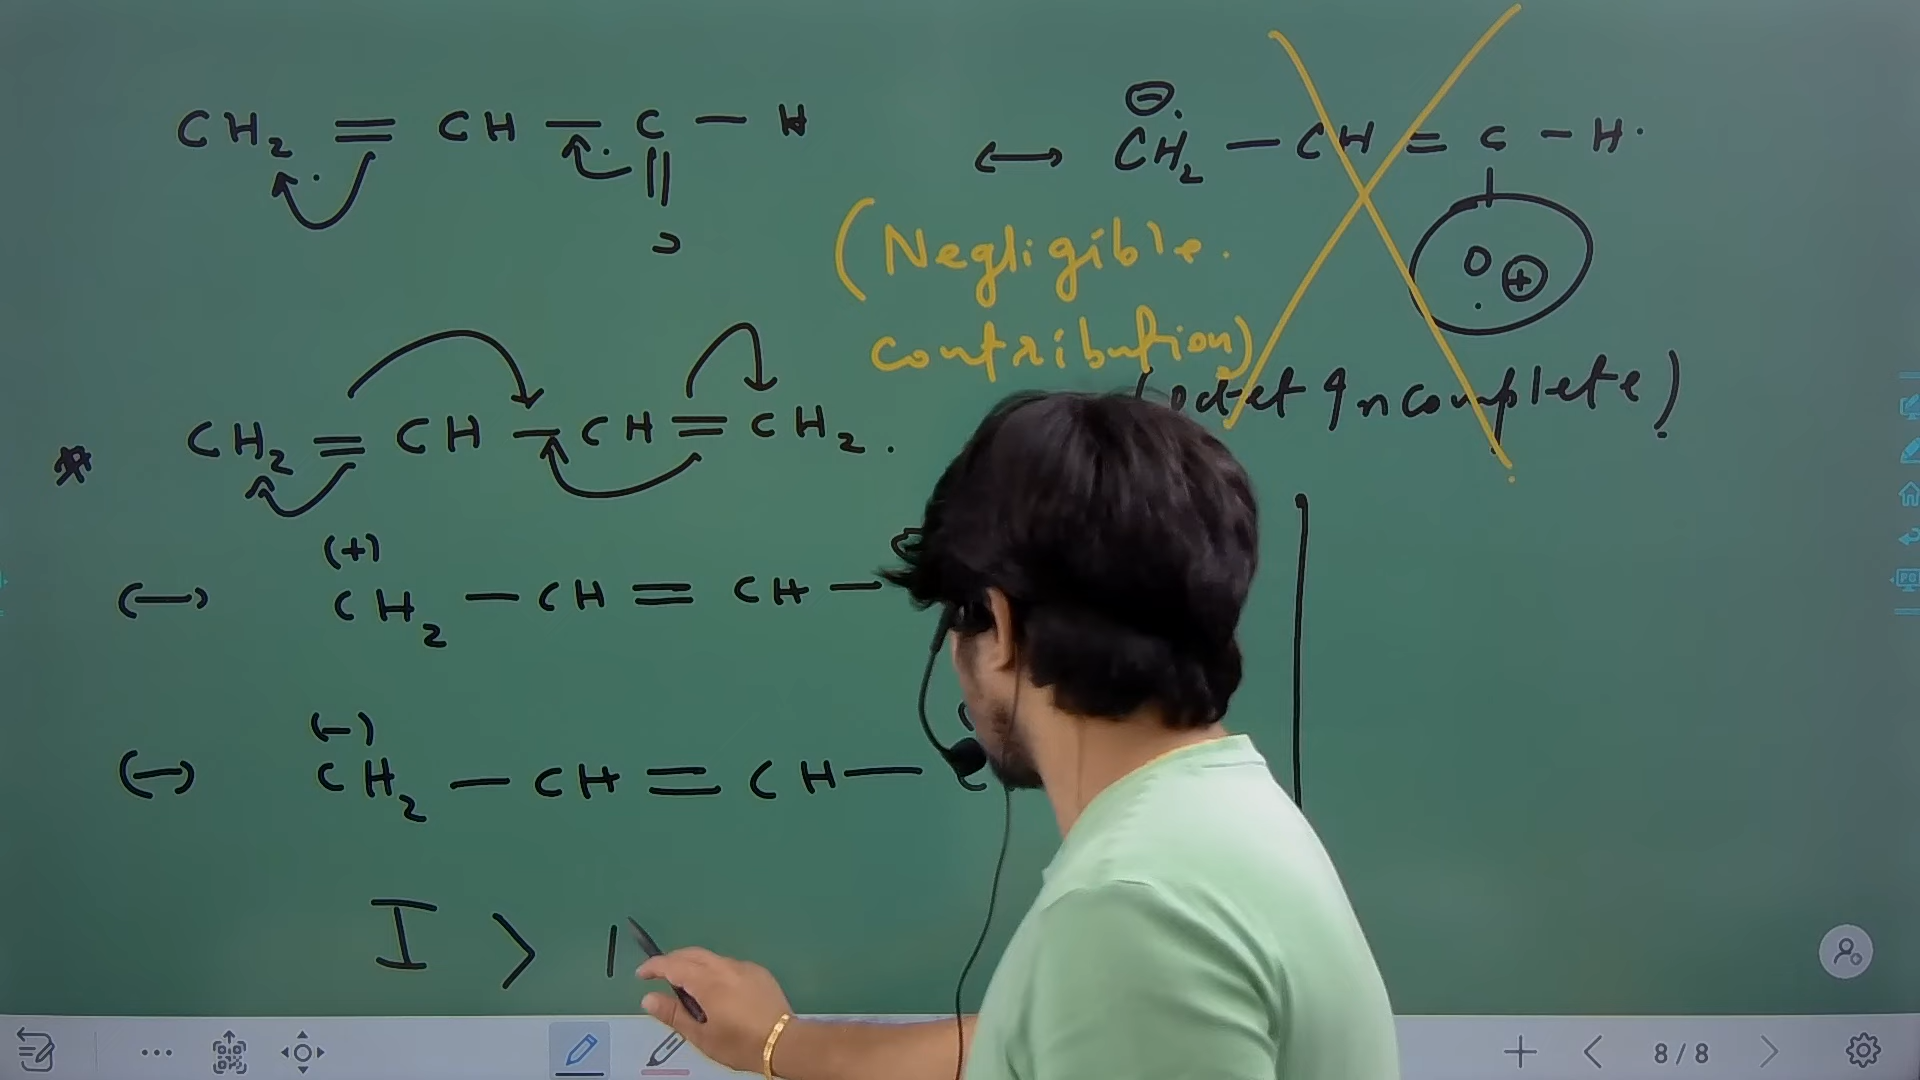 CH₂ = CH — C — H
||
O
⟷ ⊖ CH₂ — CH = C — H
|
O ⊕
(Negligible
contribution)
(octet Incomplete)
* CH₂ = CH — CH = CH₂
⟷ (+) CH₂ — CH = CH —
⟷ (-) CH₂ — CH = CH — C
I > I
8/8